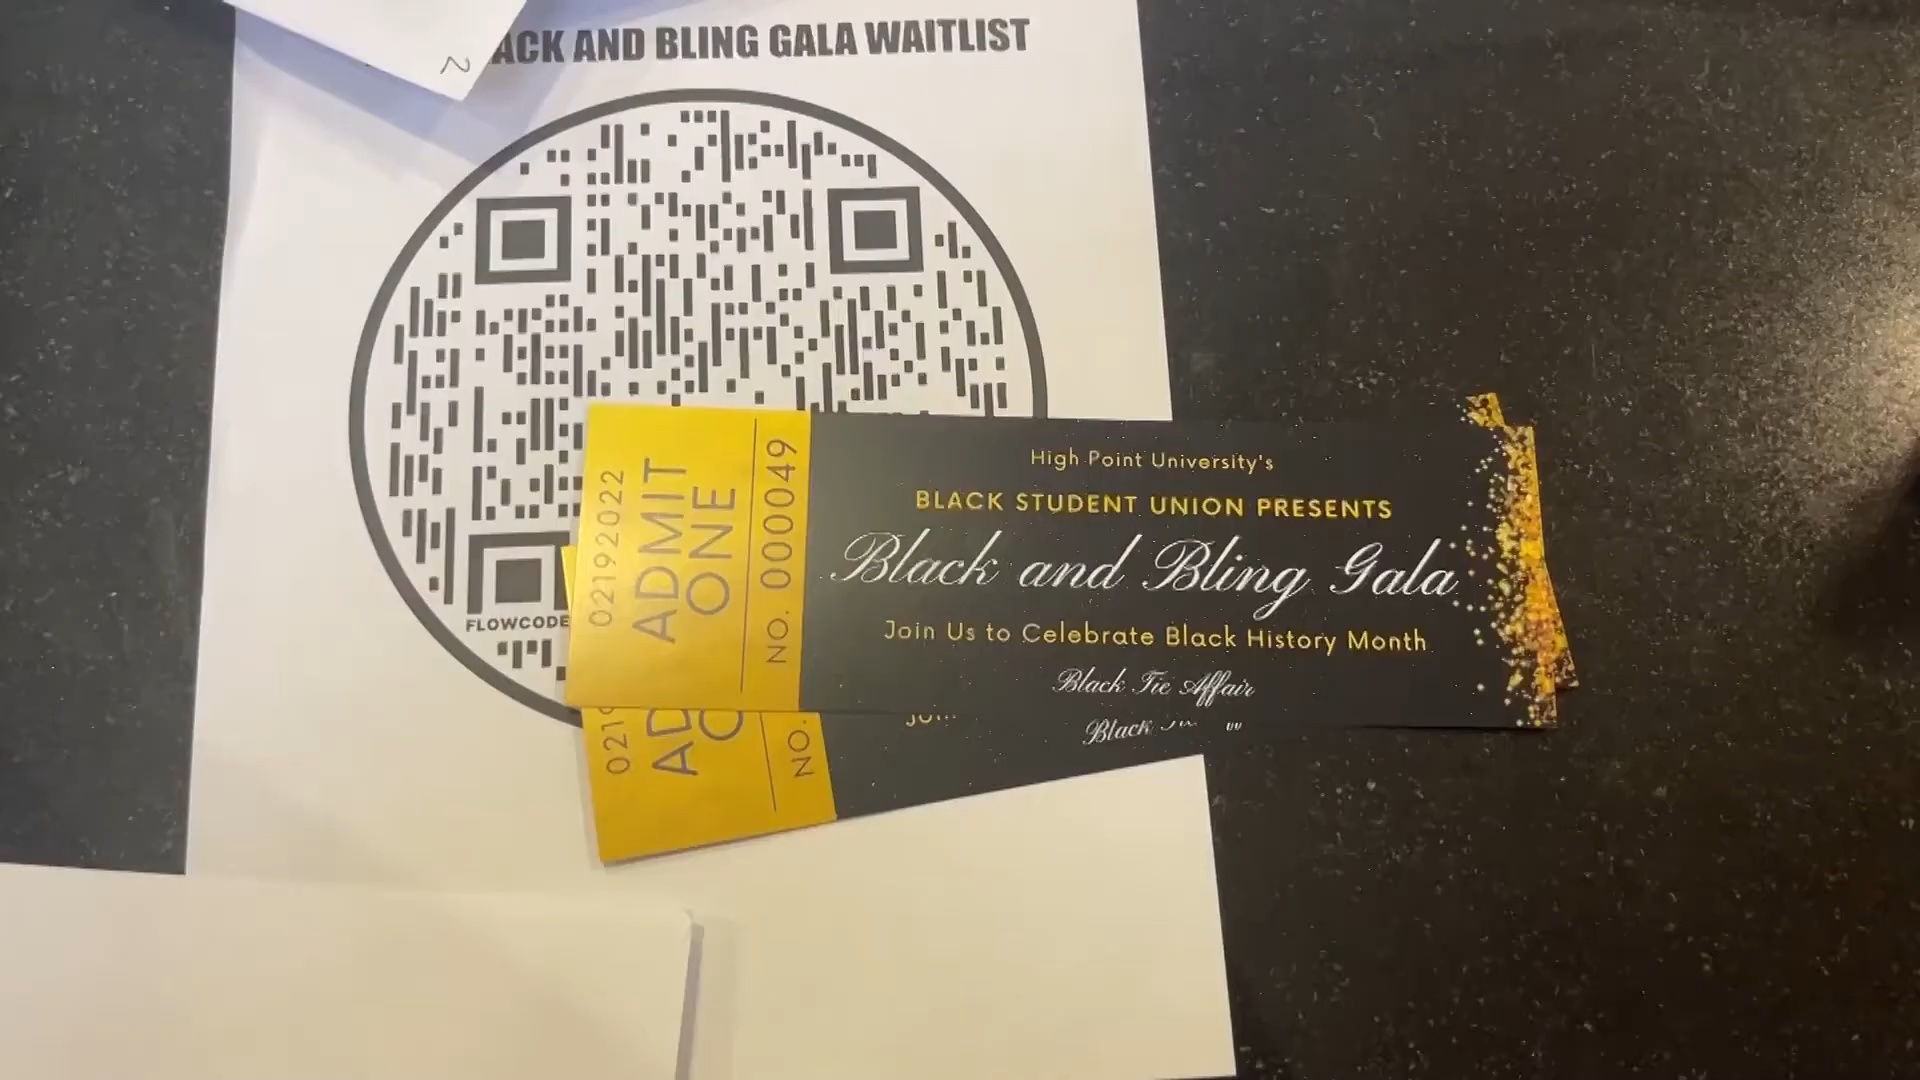 ACK AND BLING GALA WAITLIST
2
FLOWCODE
02192022
ADMIT
ONE
NO. 000049
High Point University's
BLACK STUDENT UNION PRESENTS
Black and Bling Gala
Join Us to Celebrate Black History Month
Black Tie Affair
0219
AD
O
NO.
Black